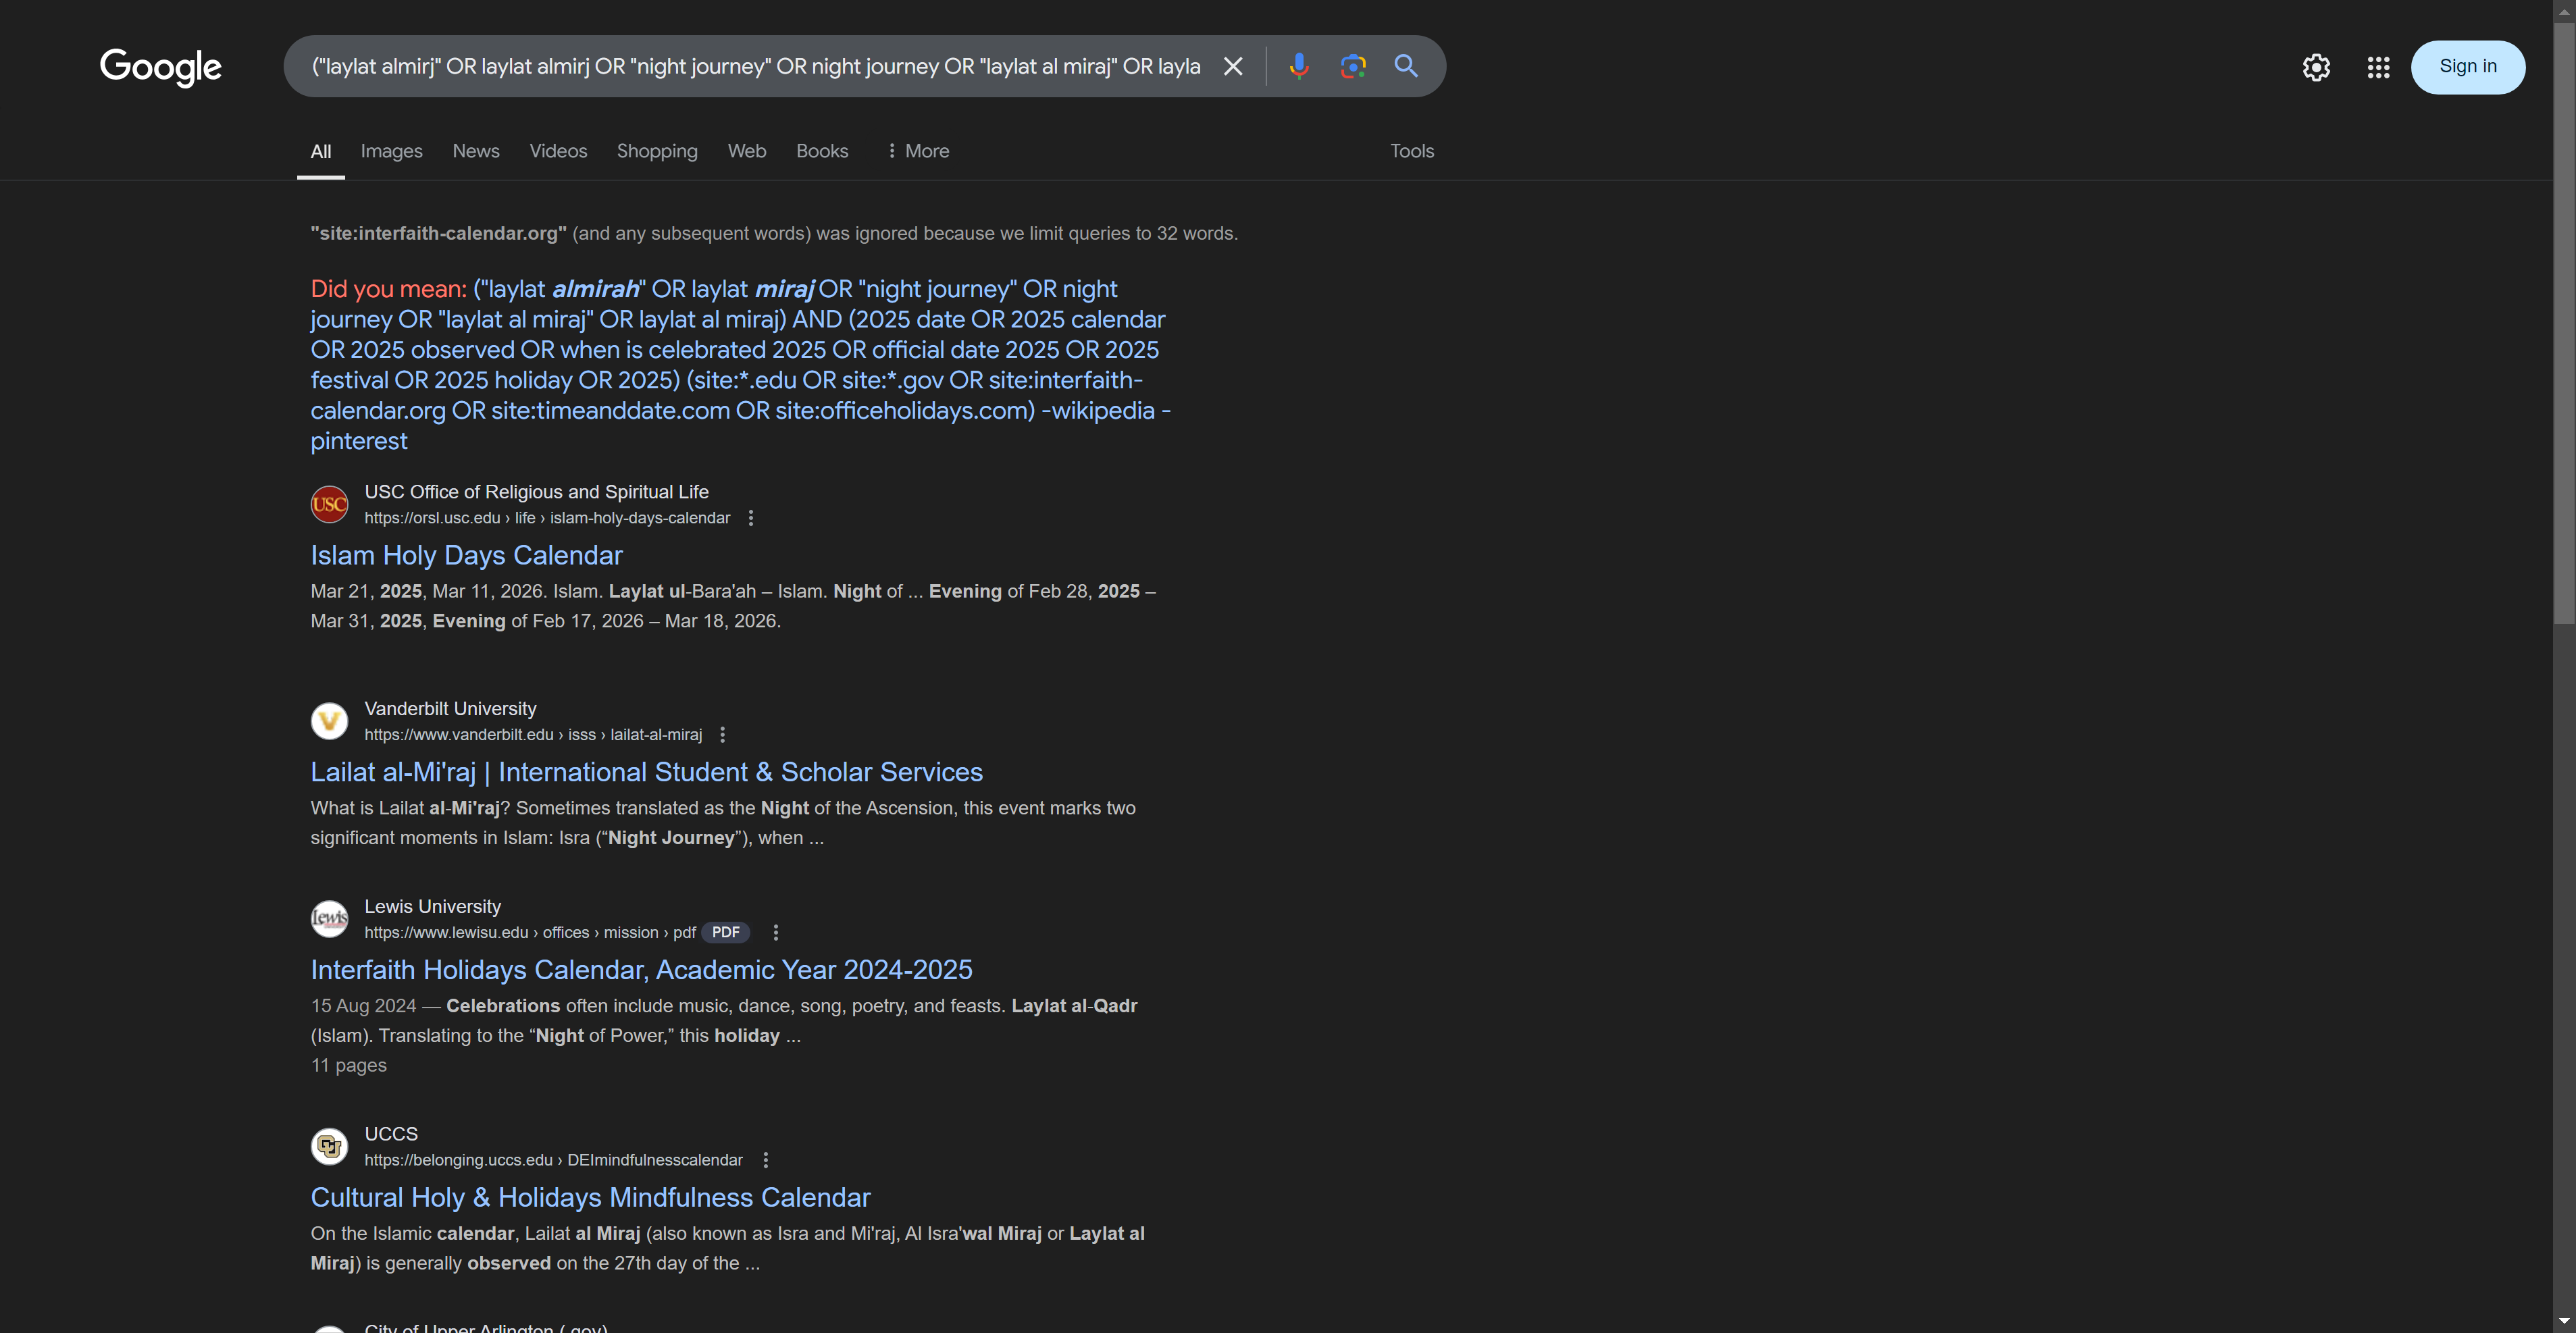 Google
("laylat almirj" OR laylat almirj OR "night journey" OR night journey OR "laylat al miraj" OR layla
Sign in
All Images News Videos Shopping Web Books More Tools
"site:interfaith-calendar.org" (and any subsequent words) was ignored because we limit queries to 32 words.
Did you mean: ("laylat almirah" OR laylat miraj OR "night journey" OR night
journey OR "laylat al miraj" OR laylat al miraj) AND (2025 date OR 2025 calendar
OR 2025 observed OR when is celebrated 2025 OR official date 2025 OR 2025
festival OR 2025 holiday OR 2025) (site:*.edu OR site:*.gov OR site:interfaith-
calendar.org OR site:timeanddate.com OR site:officeholidays.com) -wikipedia -
pinterest
USC
USC Office of Religious and Spiritual Life
https://orsl.usc.edu › life › islam-holy-days-calendar
Islam Holy Days Calendar
Mar 21, 2025, Mar 11, 2026. Islam. Laylat ul-Bara'ah – Islam. Night of ... Evening of Feb 28, 2025 –
Mar 31, 2025, Evening of Feb 17, 2026 – Mar 18, 2026.
V
Vanderbilt University
https://www.vanderbilt.edu › isss › lailat-al-miraj
Lailat al-Mi'raj | International Student & Scholar Services
What is Lailat al-Mi'raj? Sometimes translated as the Night of the Ascension, this event marks two
significant moments in Islam: Isra (“Night Journey”), when ...
Lewis
Lewis University
https://www.lewisu.edu › offices › mission › pdf PDF
Interfaith Holidays Calendar, Academic Year 2024-2025
15 Aug 2024 — Celebrations often include music, dance, song, poetry, and feasts. Laylat al-Qadr
(Islam). Translating to the “Night of Power,” this holiday ...
11 pages
UCCS
https://belonging.uccs.edu › DEImindfulnesscalendar
Cultural Holy & Holidays Mindfulness Calendar
On the Islamic calendar, Lailat al Miraj (also known as Isra and Mi'raj, Al Isra'wal Miraj or Laylat al
Miraj) is generally observed on the 27th day of the ...
City of Upper Arlington (.gov)